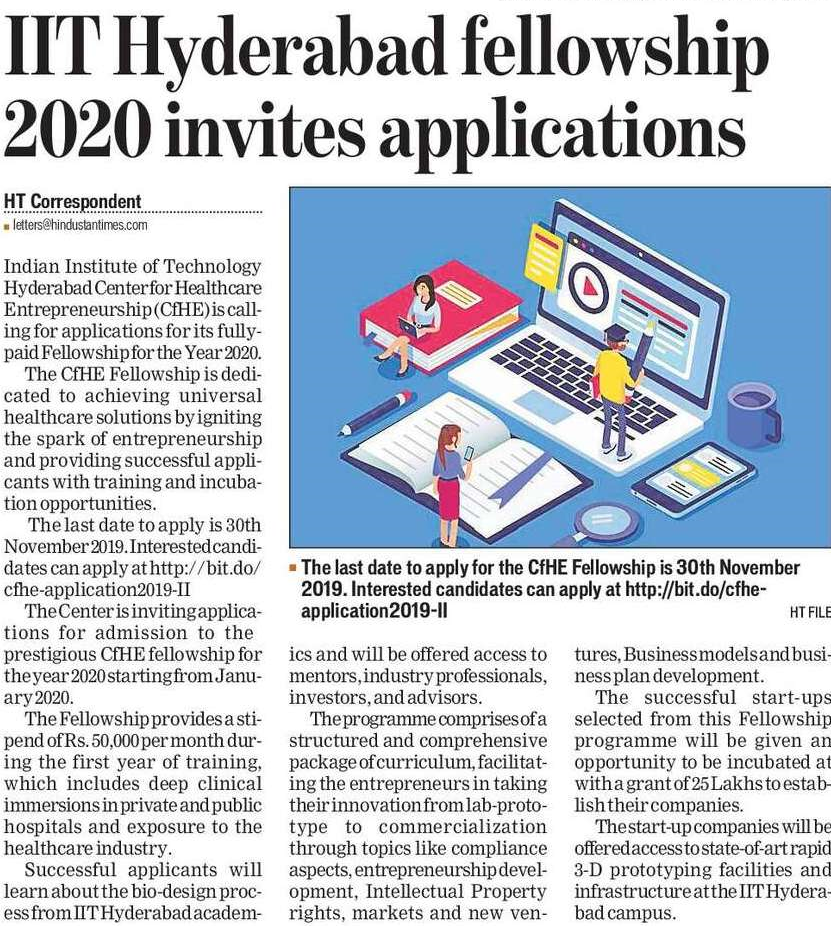 IIT Hyderabad fellowship
2020 invites applications
HT Correspondent
letters@hindustantimes.com
Indian Institute of Technology
Hyderabad Center for Healthcare
Entrepreneurship (CfHE) is call-
ing for applications for its fully-
paid Fellowship for the Year 2020.
The CfHE Fellowship is dedi-
cated to achieving universal
healthcare solutions by igniting
the spark of entrepreneurship
and providing successful appli-
cants with training and incuba-
tion opportunities.
The last date to apply is 30th
November 2019. Interested candi-
dates can apply at http://bit.do/
cfhe-application2019-II
The Center is inviting applica-
tions for admission to the
prestigious CfHE fellowship for
the year 2020 starting from Janu-
ary 2020.
The Fellowship provides a sti-
pend of Rs. 50,000 per month dur-
ing the first year of training,
which includes deep clinical
immersions in private and public
hospitals and exposure to the
healthcare industry.
Successful applicants will
learn about the bio-design proc-
ess from IIT Hyderabad academ-
The last date to apply for the CfHE Fellowship is 30th November
2019. Interested candidates can apply at http://bit.do/cfhe-
application2019-II
HT FILE
ics and will be offered access to
mentors, industry professionals,
investors, and advisors.
The programme comprises of a
structured and comprehensive
package of curriculum, facilitat-
ing the entrepreneurs in taking
their innovation from lab-proto-
type to commercialization
through topics like compliance
aspects, entrepreneurship devel-
opment, Intellectual Property
rights, markets and new ven-
tures, Business models and busi-
ness plan development.
The successful start-ups
selected from this Fellowship
programme will be given an
opportunity to be incubated at
with a grant of 25 Lakhs to estab-
lish their companies.
The start-up companies will be
offered access to state-of-art rapid
3-D prototyping facilities and
infrastructure at the IIT Hydera-
bad campus.